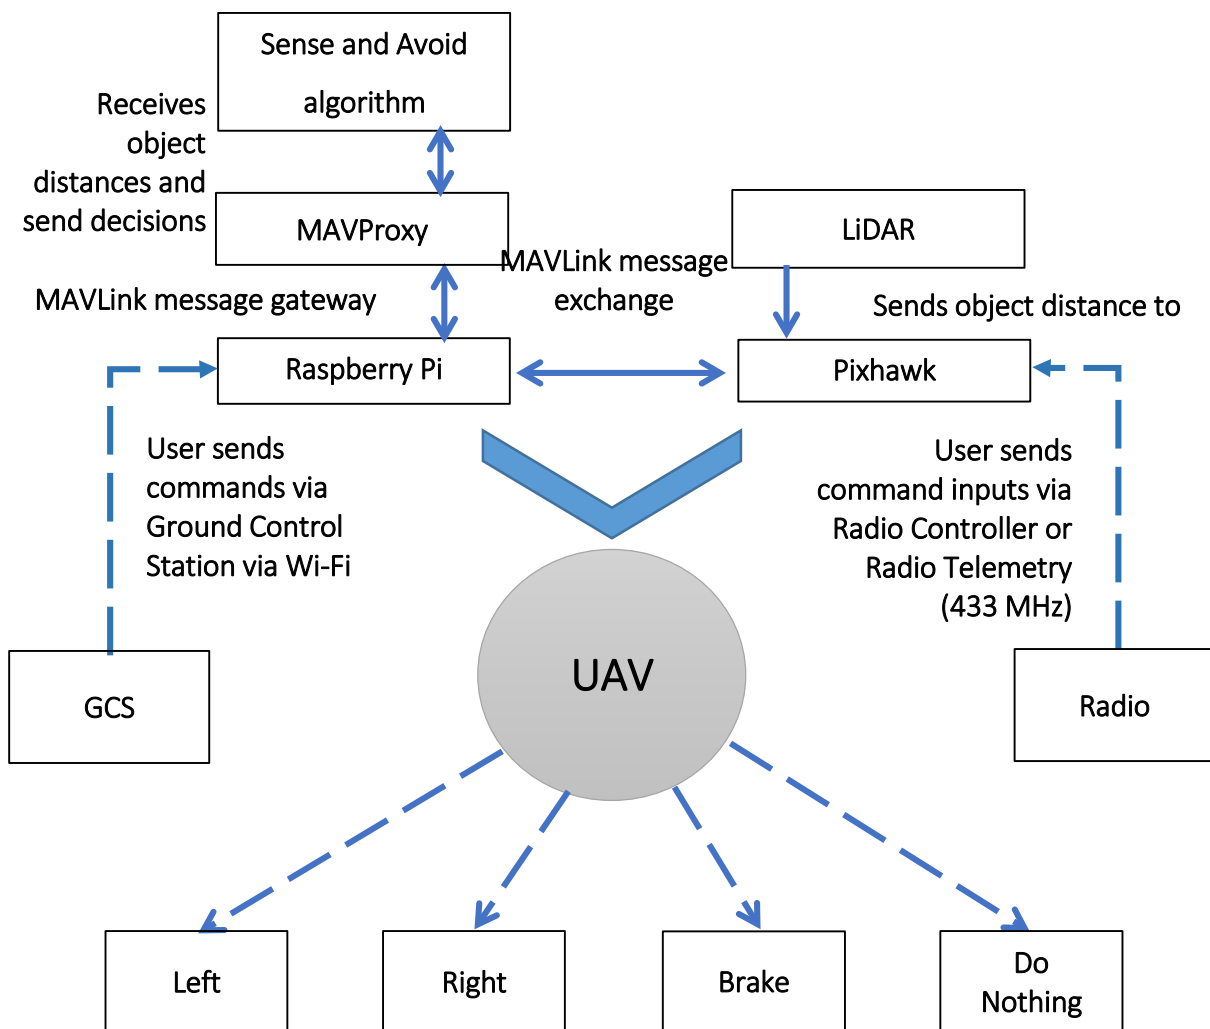 Sense and Avoid
algorithm
Receives
object
distances and
send decisions
MAVProxy
LiDAR
MAVLink message
exchange
MAVLink message gateway
Sends object distance to
Raspberry Pi
Pixhawk
User sends
commands via
Ground Control
Station via Wi-Fi
User sends
command inputs via
Radio Controller or
Radio Telemetry
(433 MHz)
GCS
UAV
Radio
Left
Right
Brake
Do
Nothing